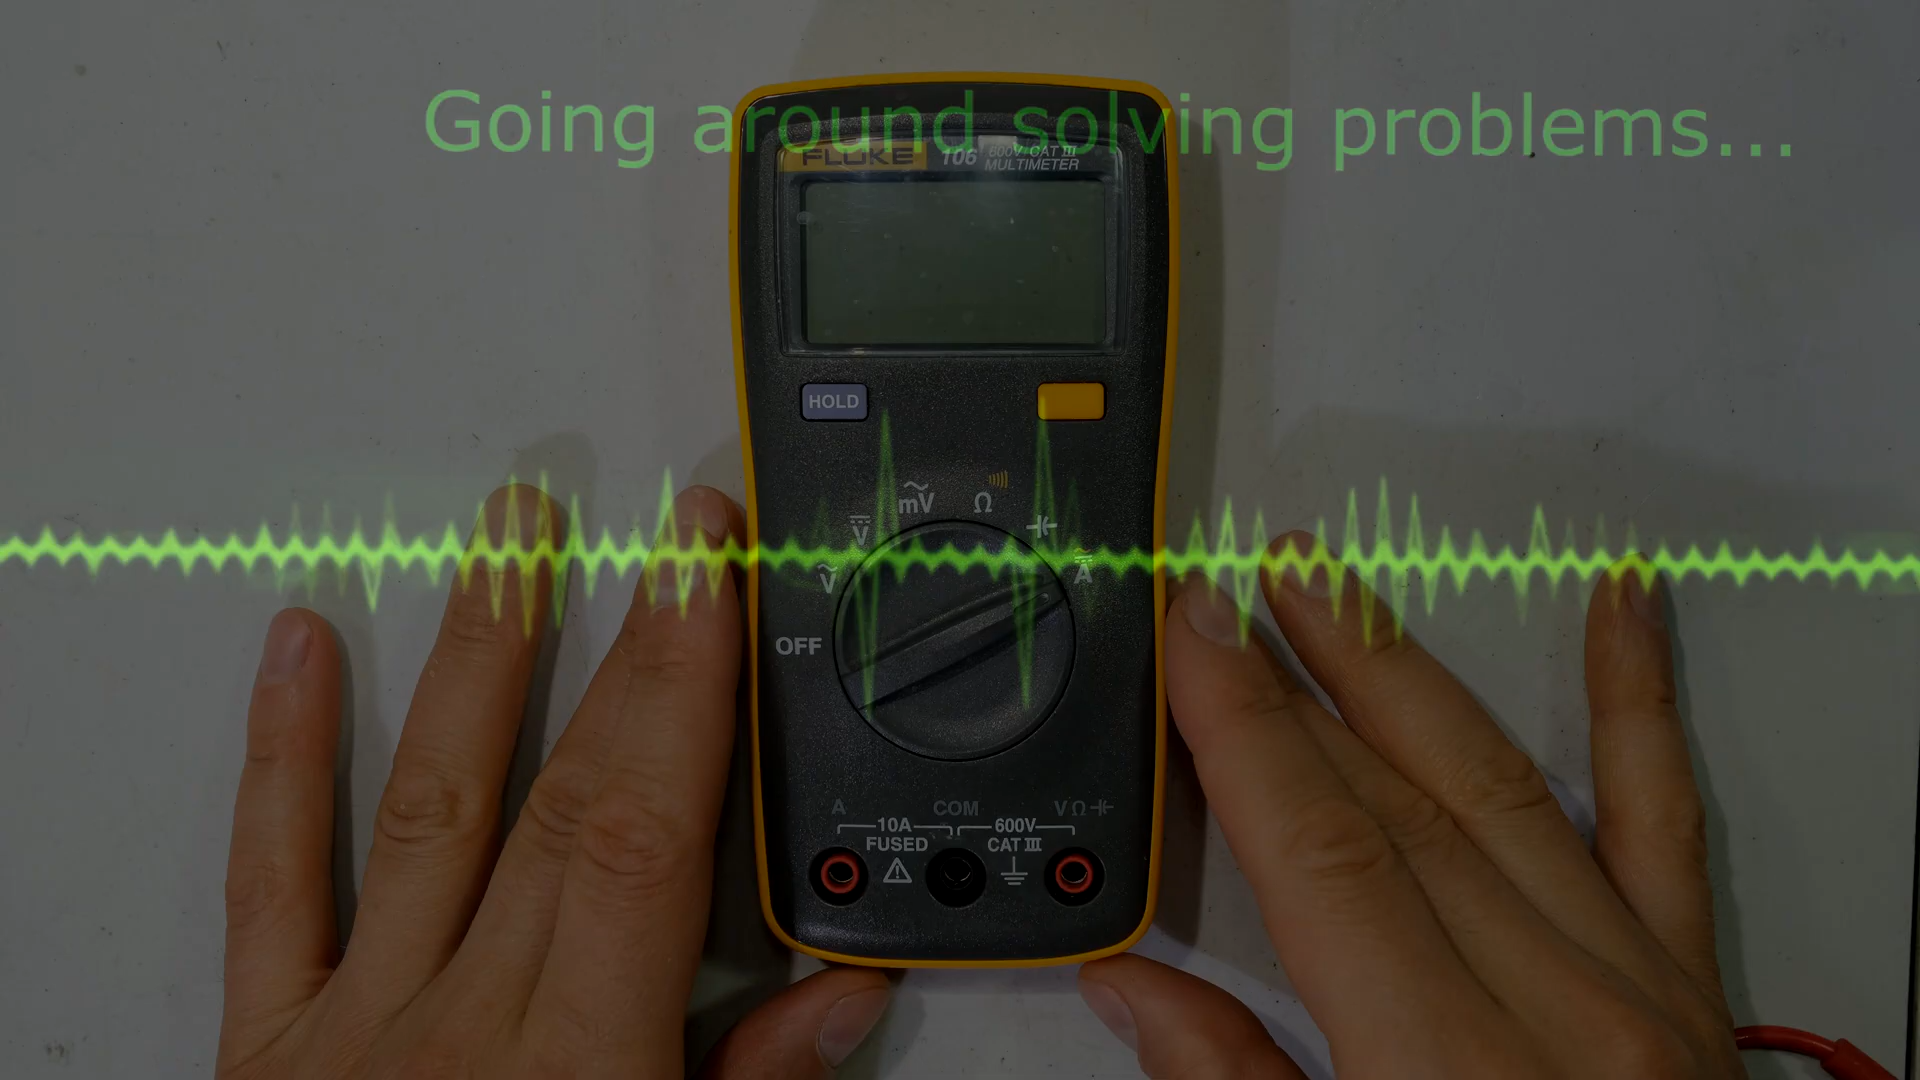 Going around solving problems...
FLUKE 106 600V CAT III
MULTIMETER
HOLD
mV Ω
V
V A
OFF
A COM VΩ
10A 600V
FUSED CAT III